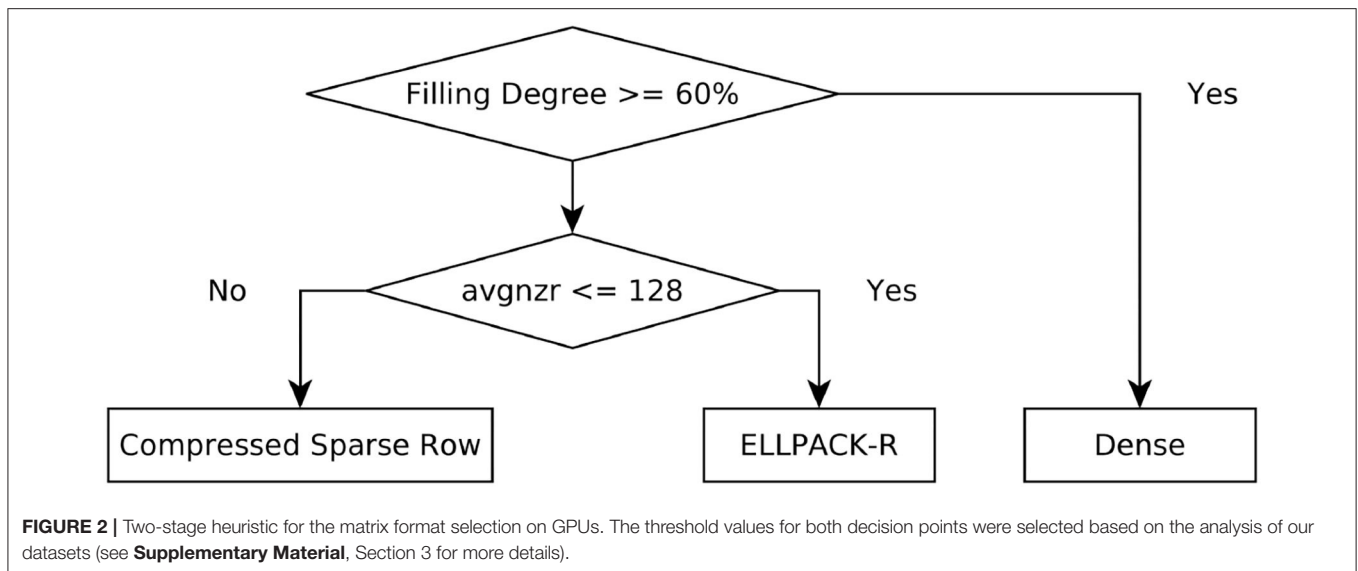 Filling Degree >= 60%
Yes
No
avgnzr <= 128
Yes
Compressed Sparse Row
ELLPACK-R
Dense
FIGURE 2 | Two-stage heuristic for the matrix format selection on GPUs. The threshold values for both decision points were selected based on the analysis of our
datasets (see Supplementary Material, Section 3 for more details).